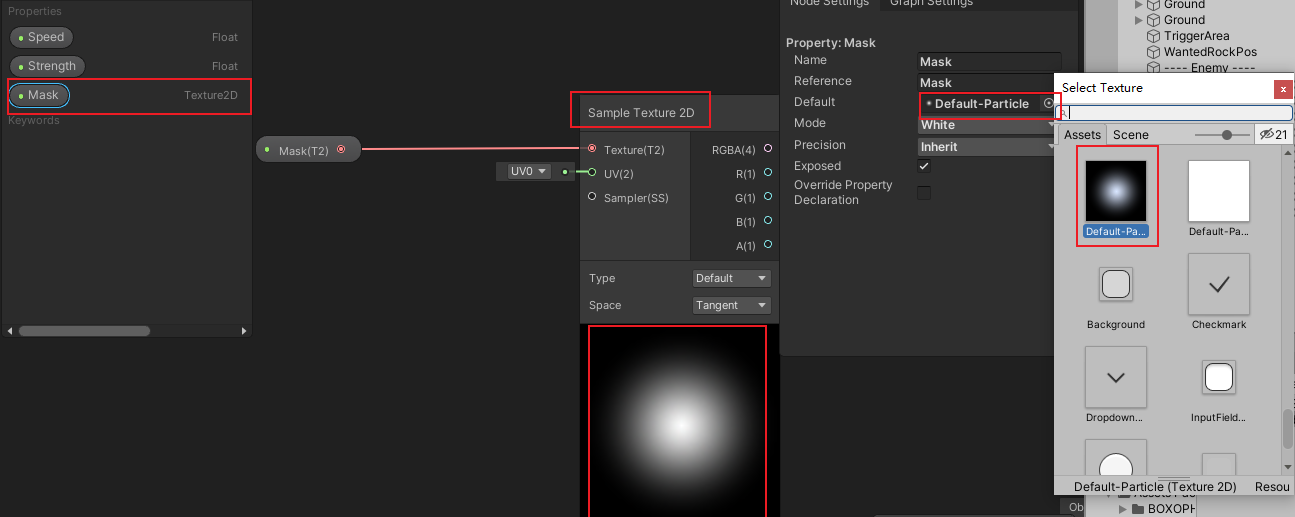 Properties
Speed Float
Strength Float
Mask Texture2D
Keywords
Mask(T2)
UV0
Sample Texture 2D
Texture(T2) RGBA(4)
UV(2) R(1)
Sampler(SS) G(1)
B(1)
A(1)
Type Default
Space Tangent
Node Settings Graph Settings
Property: Mask
Name Mask
Reference Mask
Default Default-Particle
Mode White
Precision Inherit
Exposed
Override Property
Declaration
Ground
Ground
TriggerArea
WantedRockPos
---- Enemy ----
Select Texture
x
Assets Scene 21
Default-Pa... Default-Pa...
Background Checkmark
Dropdown... InputField...
Default-Particle (Texture 2D) Resou
BOXOPH
Ob